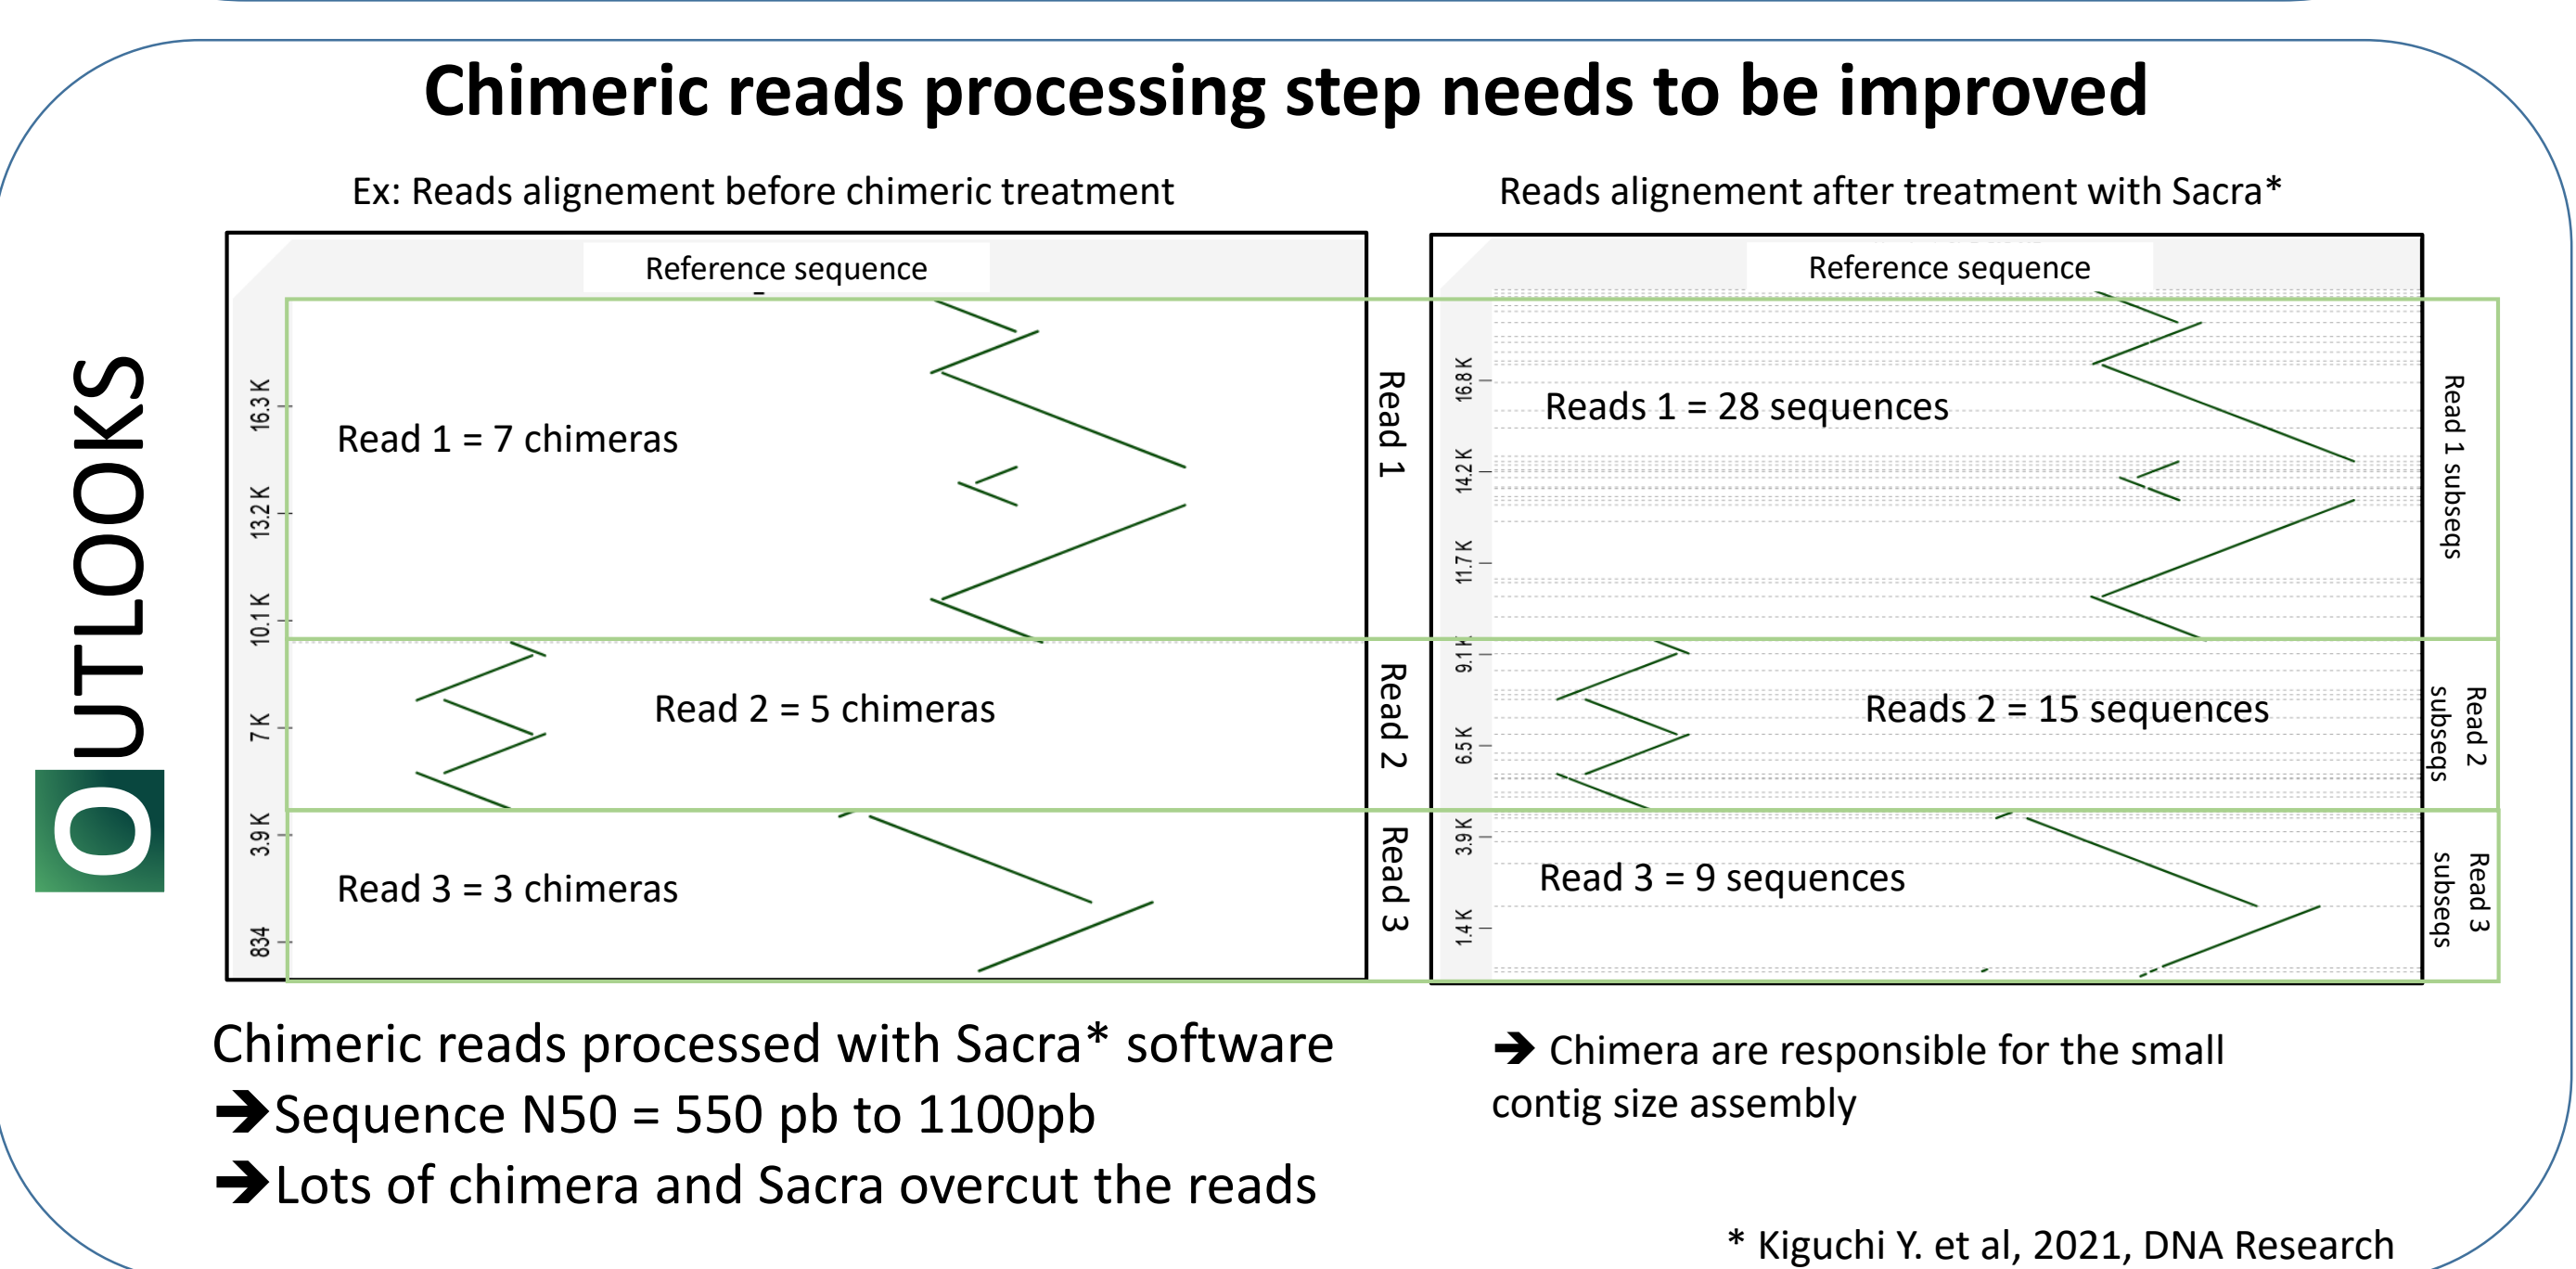 Chimeric reads processing step needs to be improved
OUTLOOKS
Ex: Reads alignement before chimeric treatment
Reference sequence
16.3 K
13.2 K
10.1 K
7 K
3.9 K
834
Read 1 = 7 chimeras
Read 2 = 5 chimeras
Read 3 = 3 chimeras
Read 1
Read 2
Read 3
Reads alignement after treatment with Sacra*
Reference sequence
16.8 K
14.2 K
11.7 K
9.1 K
6.5 K
3.9 K
1.4 K
Reads 1 = 28 sequences
Reads 2 = 15 sequences
Read 3 = 9 sequences
Read 1 subseqs
Read 2
subseqs
Read 3
subseqs
Chimeric reads processed with Sacra* software
➔Sequence N50 = 550 pb to 1100pb
➔Lots of chimera and Sacra overcut the reads
➔ Chimera are responsible for the small
contig size assembly
* Kiguchi Y. et al, 2021, DNA Research